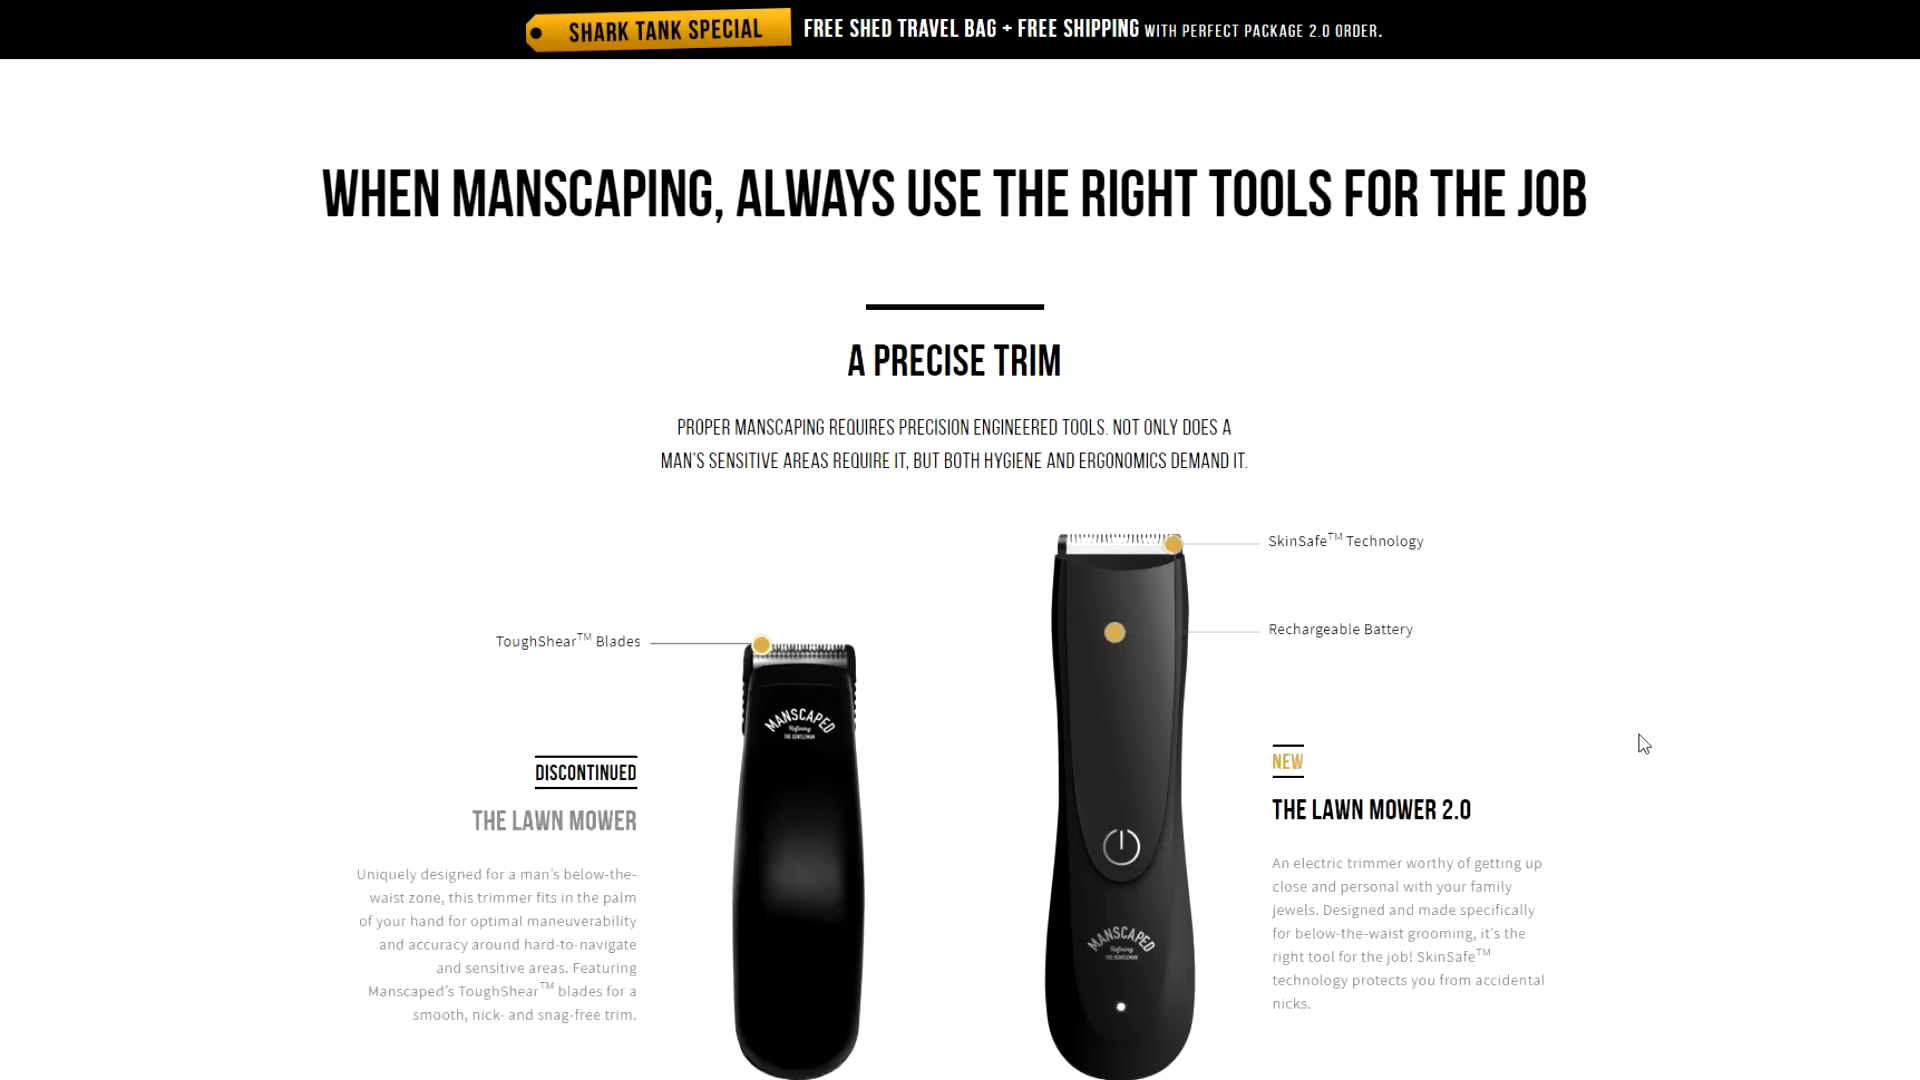 SHARK TANK SPECIAL FREE SHED TRAVEL BAG + FREE SHIPPING WITH PERFECT PACKAGE 2.0 ORDER.
WHEN MANSCAPING, ALWAYS USE THE RIGHT TOOLS FOR THE JOB
A PRECISE TRIM
PROPER MANSCAPING REQUIRES PRECISION ENGINEERED TOOLS. NOT ONLY DOES A
MAN'S SENSITIVE AREAS REQUIRE IT, BUT BOTH HYGIENE AND ERGONOMICS DEMAND IT.
ToughShear™ Blades
MANSCAPED
Refining
THE GENTLEMAN
DISCONTINUED
THE LAWN MOWER
Uniquely designed for a man's below-the-
waist zone, this trimmer fits in the palm
of your hand for optimal maneuverability
and accuracy around hard-to-navigate
and sensitive areas. Featuring
Manscaped's ToughShear™ blades for a
smooth, nick- and snag-free trim.
SkinSafe™ Technology
Rechargeable Battery
MANSCAPED
Refining
THE GENTLEMAN
NEW
THE LAWN MOWER 2.0
An electric trimmer worthy of getting up
close and personal with your family
jewels. Designed and made specifically
for below-the-waist grooming, it's the
right tool for the job! SkinSafe™
technology protects you from accidental
nicks.